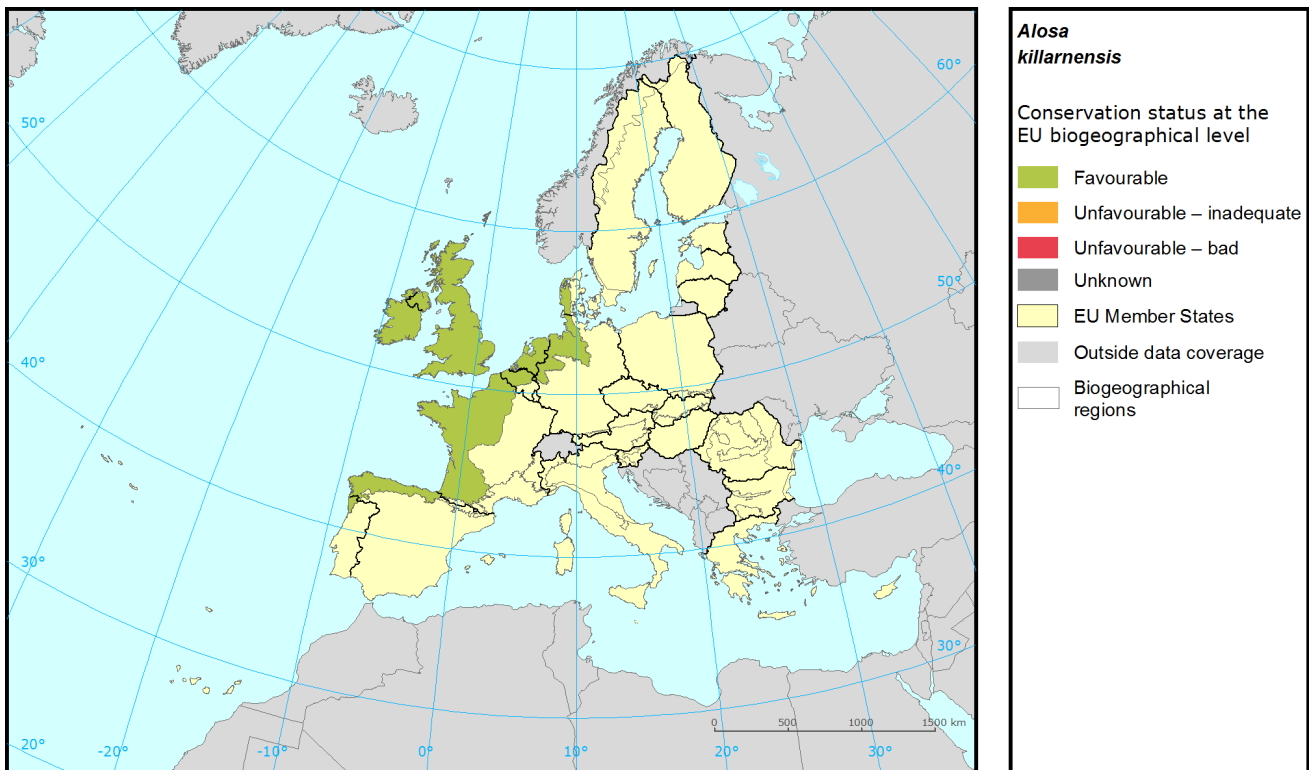 60°
50°
50°
40°
40°
30°
30°
20°
-20°
-10°
0°
10°
20°
30°
0 500 1000 1500 km
Alosa
killarnensis
Conservation status at the
EU biogeographical level
Favourable
Unfavourable – inadequate
Unfavourable – bad
Unknown
EU Member States
Outside data coverage
Biogeographical
regions